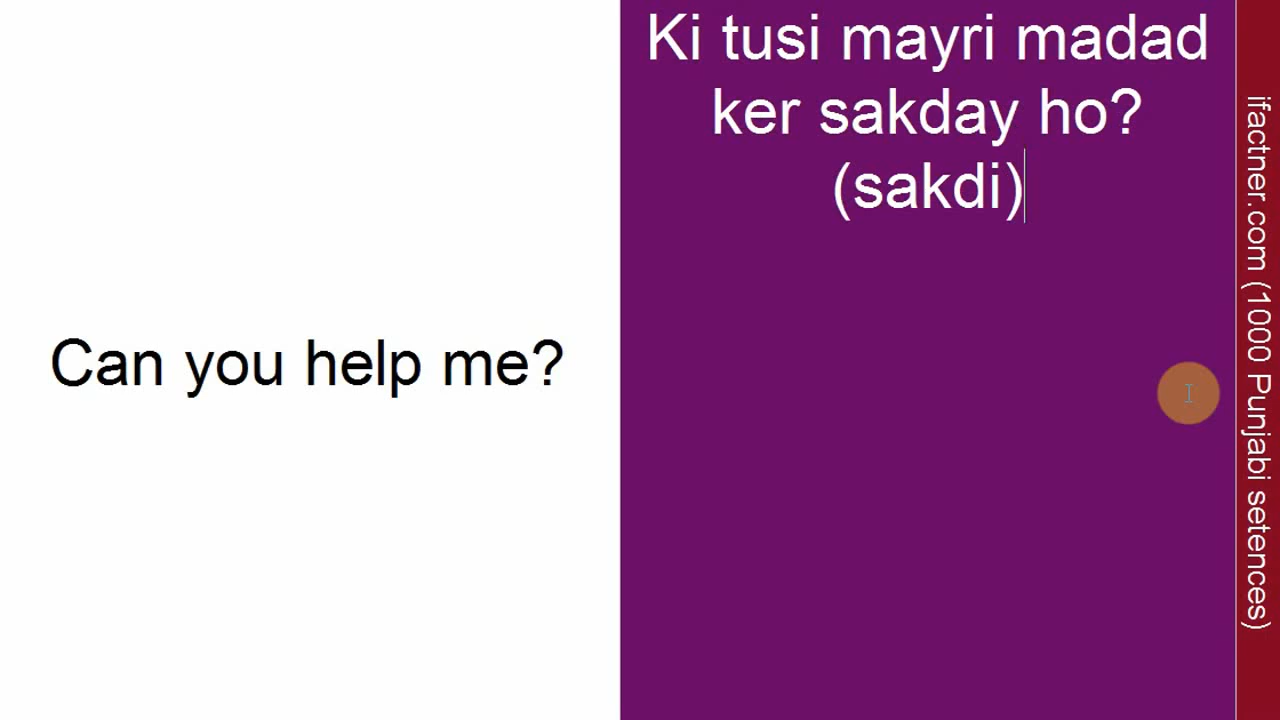 Can you help me?
Ki tusi mayri madad
ker sakday ho?
(sakdi)
ifactner.com (1000 Punjabi setences)